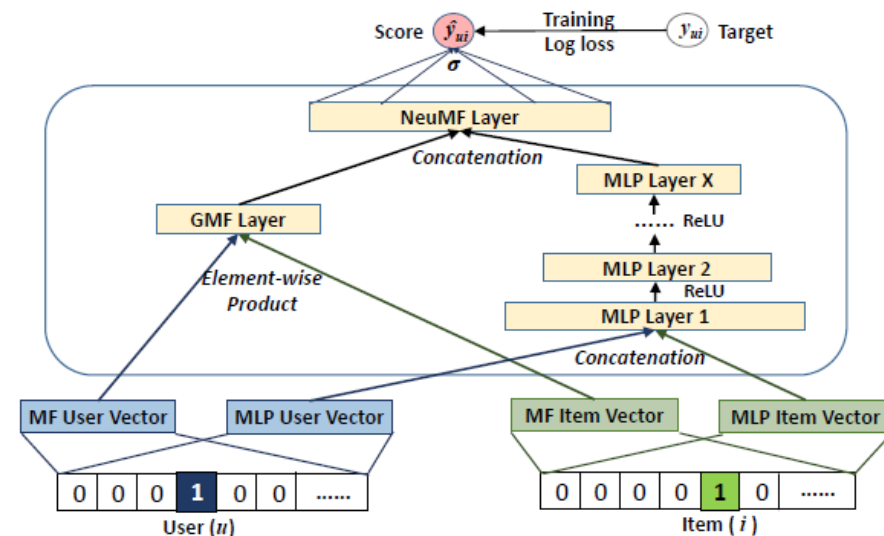 Score ŷui Training yui Target
Log loss
σ
NeuMF Layer
Concatenation
MLP Layer X
GMF Layer
...... ReLU
Element-wise
Product
MLP Layer 2
ReLU
MLP Layer 1
Concatenation
MF User Vector MLP User Vector MF Item Vector MLP Item Vector
0 0 0 1 0 0 ...... 0 0 0 0 1 0 ......
User (u) Item ( i )